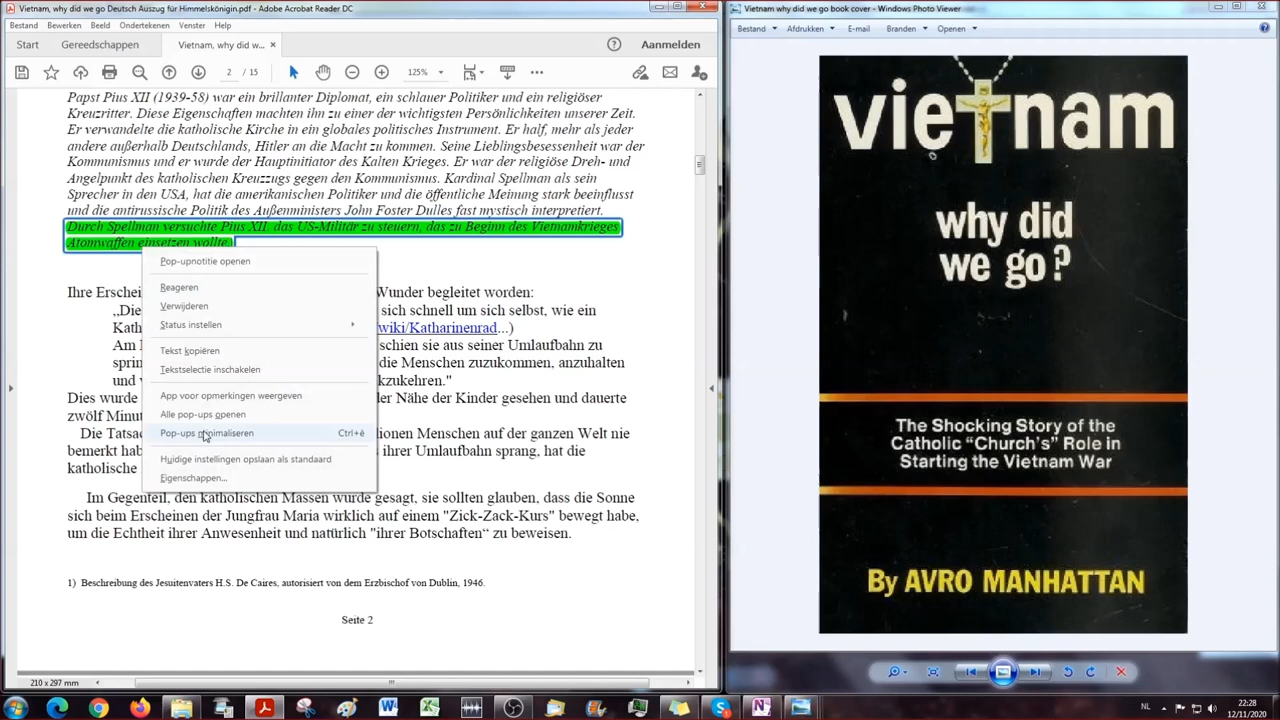 Vietnam, why did we go Deutsch Auszug für Himmelskönigin.pdf - Adobe Acrobat Reader DC
Bestand Bewerken Beeld Ondertekenen Venster Help
Start Gereedschappen Vietnam, why did w... × Aanmelden
2 / 15 125%
Papst Pius XII (1939-58) war ein brillanter Diplomat, ein schlauer Politiker und ein religiöser
Kreuzritter. Diese Eigenschaften machten ihn zu einer der wichtigsten Persönlichkeiten unserer Zeit.
Er verwandelte die katholische Kirche in ein globales politisches Instrument. Er half, mehr als jeder
andere außerhalb Deutschlands, Hitler an die Macht zu kommen. Seine Lieblingsbesessenheit war der
Kommunismus und er wurde der Hauptinitiator des Kalten Krieges. Er war der religiöse Dreh- und
Angelpunkt des katholischen Kreuzzugs gegen den Kommunismus. Kardinal Spellman als sein
Sprecher in den USA, hat die amerikanischen Politiker und die öffentliche Meinung stark beeinflusst
und die antirussische Politik des Außenministers John Foster Dulles fast mystisch interpretiert.
Durch Spellman versuchte Pius XII. das US-Militär zu steuern, das zu Beginn des Vietnamkrieges
Atomwaffen einsetzen wollte.
Pop-upnotitie openen
Reageren
Verwijderen
Status instellen
Tekst kopiëren
Tekstselectie inschakelen
App voor opmerkingen weergeven
Alle pop-ups openen
Pop-ups minimaliseren Ctrl+é
Huidige instellingen opslaan als standaard
Eigenschappen...
Ihre Erschei Wunder begleitet worden:
,,Die sich schnell um sich selbst, wie ein
Kath wiki/Katharinenrad...)
Am schien sie aus seiner Umlaufbahn zu
sprin die Menschen zuzukommen, anzuhalten
und kzukehren."
Dies wurde der Nähe der Kinder gesehen und dauerte
zwölf Minut
Die Tatsac ionen Menschen auf der ganzen Welt nie
bemerkt hab s ihrer Umlaufbahn sprang, hat die
katholische
Im Gegenteil, den katholischen Massen wurde gesagt, sie sollten glauben, dass die Sonne
sich beim Erscheinen der Jungfrau Maria wirklich auf einem "Zick-Zack-Kurs" bewegt habe,
um die Echtheit ihrer Anwesenheit und natürlich "ihrer Botschaften“ zu beweisen.
1) Beschreibung des Jesuitenvaters H.S. De Caires, autorisiert von dem Erzbischof von Dublin, 1946.
Seite 2
210 x 297 mm
Vietnam why did we go book cover - Windows Photo Viewer
Bestand Afdrukken E-mail Branden Openen
vietnam
why did
we go?
The Shocking Story of the
Catholic “Church’s” Role in
Starting the Vietnam War
By AVRO MANHATTAN
NL 22:28
12/11/2020